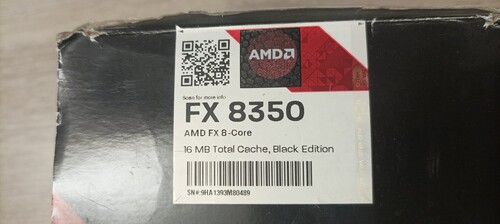 AMD
Scan for more info
FX 8350
AMD FX 8-Core
16 MB Total Cache, Black Edition
SN#:9HA1393M80489